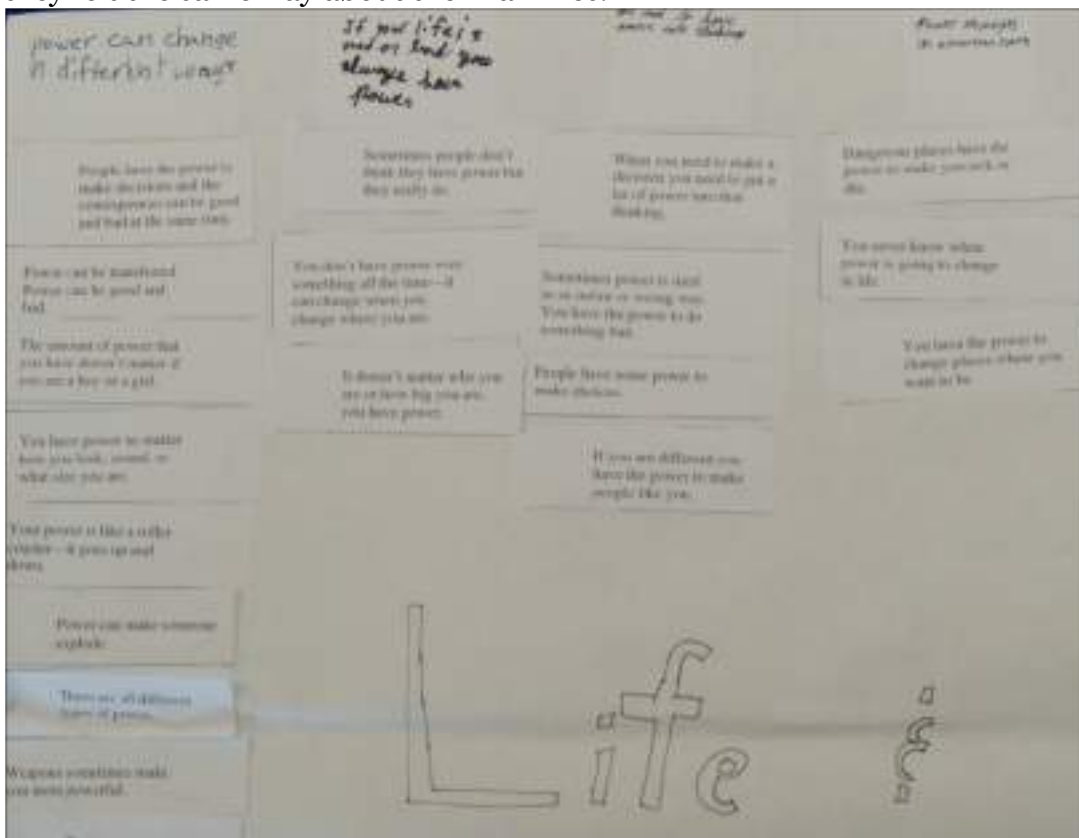 power can change
n different ways
If your life is
you
always have
power
People have the power to
make decisions and the
consequences can be good
and bad at the same time.
Power can be transferred
Power can be good and
bad.
The amount of power that
you have doesn't matter if
you are a boy or a girl.
You have power no matter
how you look, sound, or
what size you are.
Your power is like a roller
coaster—it goes up and
down.
Power can make someone
explode.
There are all different
types of power.
Weapons sometimes make
you more powerful.
Sometimes people don't
think they have power but
they really do.
You don't have power over
something all the time—it
can change when you
change where you are.
It doesn't matter who you
are or how big you are,
you have power.
thinking
When you need to make a
decision you need to put a
lot of power into that
thinking.
Sometimes power is used
in an unfair or wrong way.
You have the power to do
something bad.
People have some power to
make choices.
If you are different you
have the power to make
people like you.
Power
Dangerous places have the
power to make you sick or
die.
You never know when
power is going to change
in life.
You have the power to
change places where you
want to be.
Life